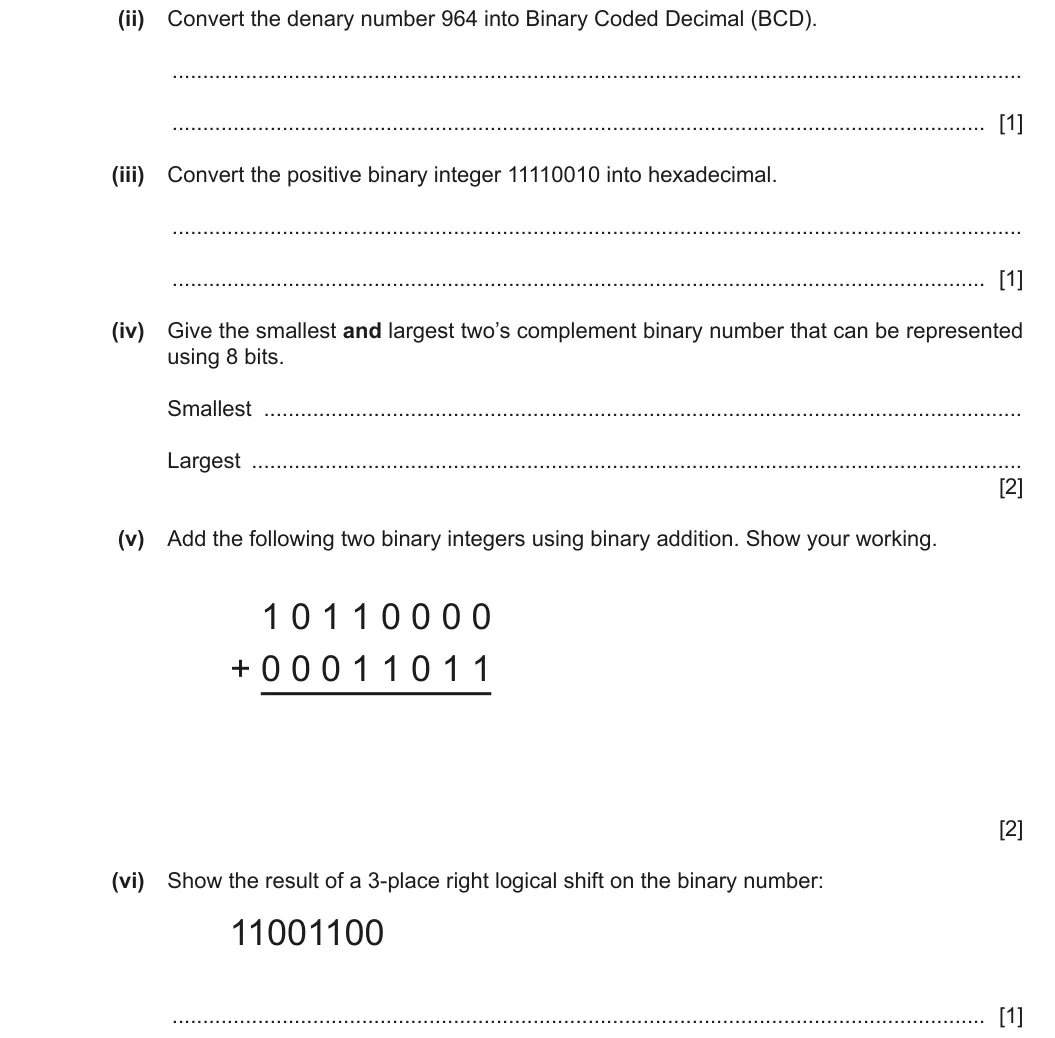 (ii) Convert the denary number 964 into Binary Coded Decimal (BCD).
..........................................................................................................................................
.................................................................................................................................... [1]
(iii) Convert the positive binary integer 11110010 into hexadecimal.
..........................................................................................................................................
.................................................................................................................................... [1]
(iv) Give the smallest and largest two's complement binary number that can be represented
using 8 bits.
Smallest ...........................................................................................................................
Largest .............................................................................................................................
[2]
(v) Add the following two binary integers using binary addition. Show your working.
1 0 1 1 0 0 0 0
+ 0 0 0 1 1 0 1 1
[2]
(vi) Show the result of a 3-place right logical shift on the binary number:
11001100
.................................................................................................................................... [1]